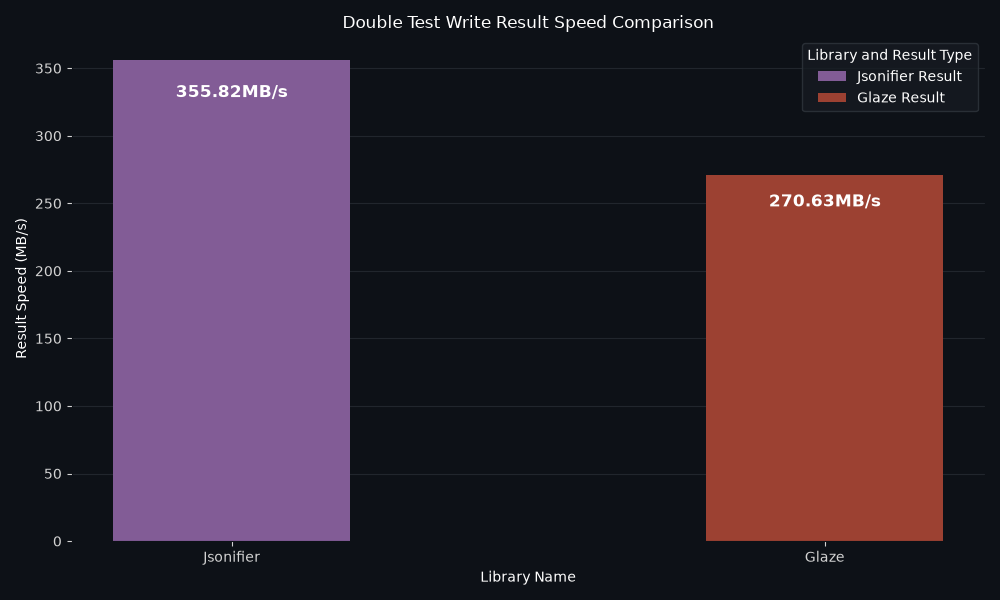 Double Test Write Result Speed Comparison
Library and Result Type
Jsonifier Result
Glaze Result
355.82MB/s
270.63MB/s
Result Speed (MB/s)
350
300
250
200
150
100
50
0
Jsonifier
Glaze
Library Name